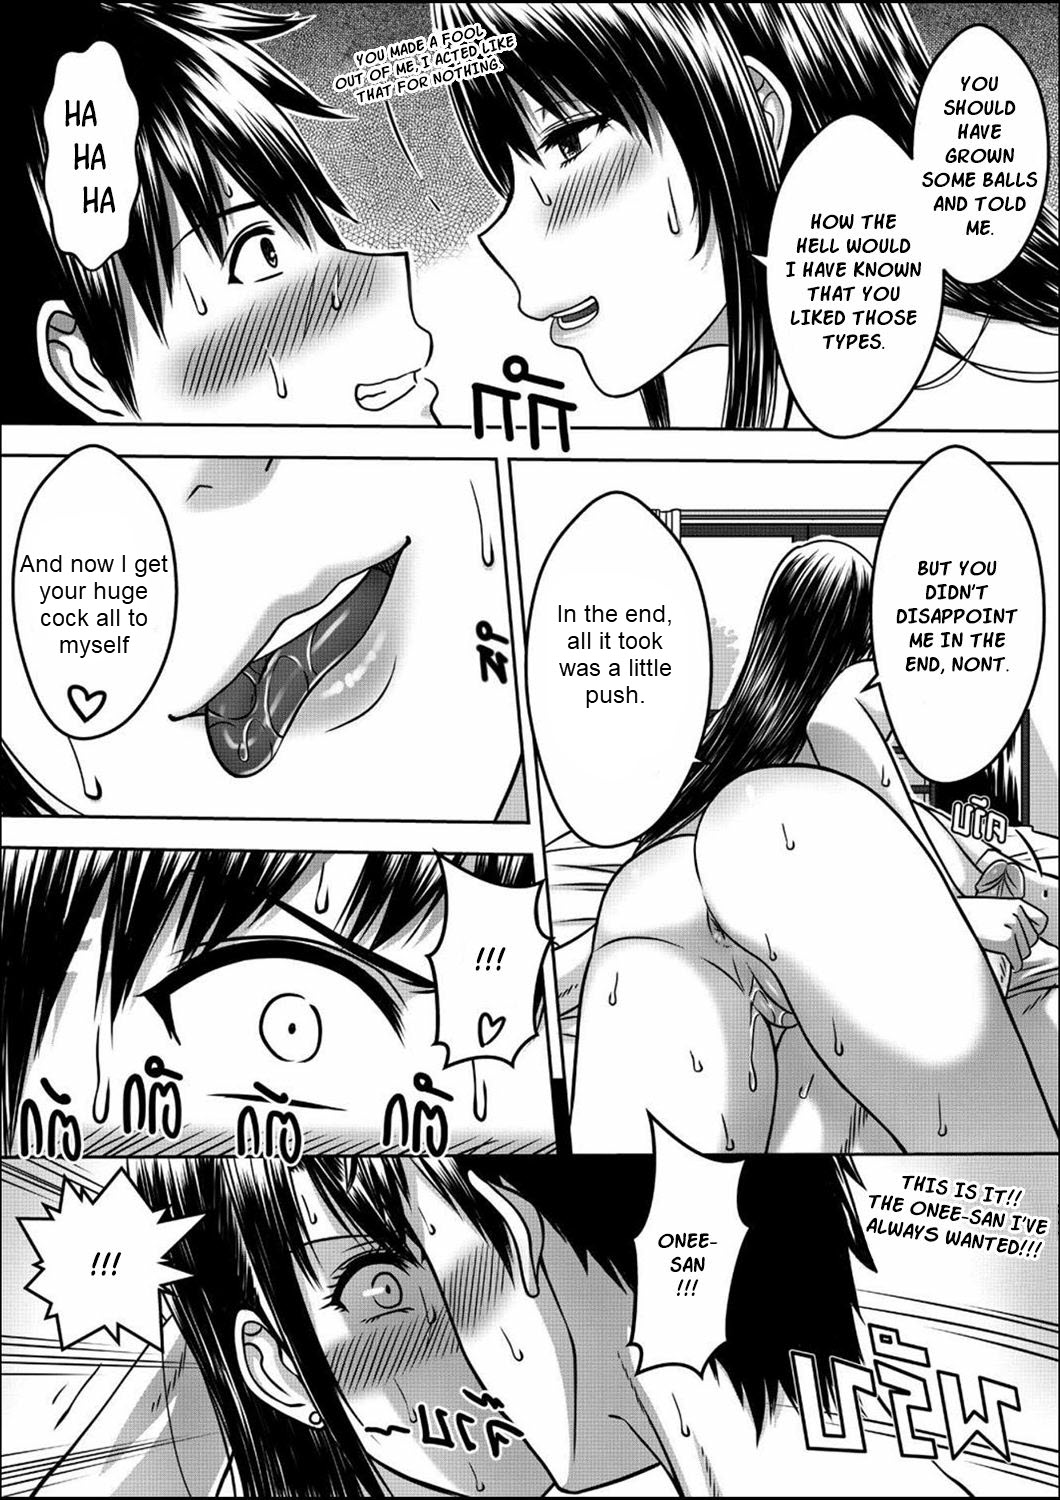 YOU
SHOULD
HAVE
GROWN
SOME BALLS
AND TOLD
ME.
HOW THE
HELL WOULD
I HAVE KNOWN
THAT YOU
LIKED THOSE
TYPES.
YOU MADE A FOOL
OUT OF ME, I ACTED LIKE
THAT FOR NOTHING.
HA
HA
HA
BUT YOU
DIDN'T
DISAPPOINT
ME IN THE
END, NONT.
In the end,
all it took
was a little
push.
And now I get
your huge
cock all to
myself
!!!
THIS IS IT!!
THE ONEE-SAN I'VE
ALWAYS WANTED!!!
ONEE-
SAN
!!!
!!!